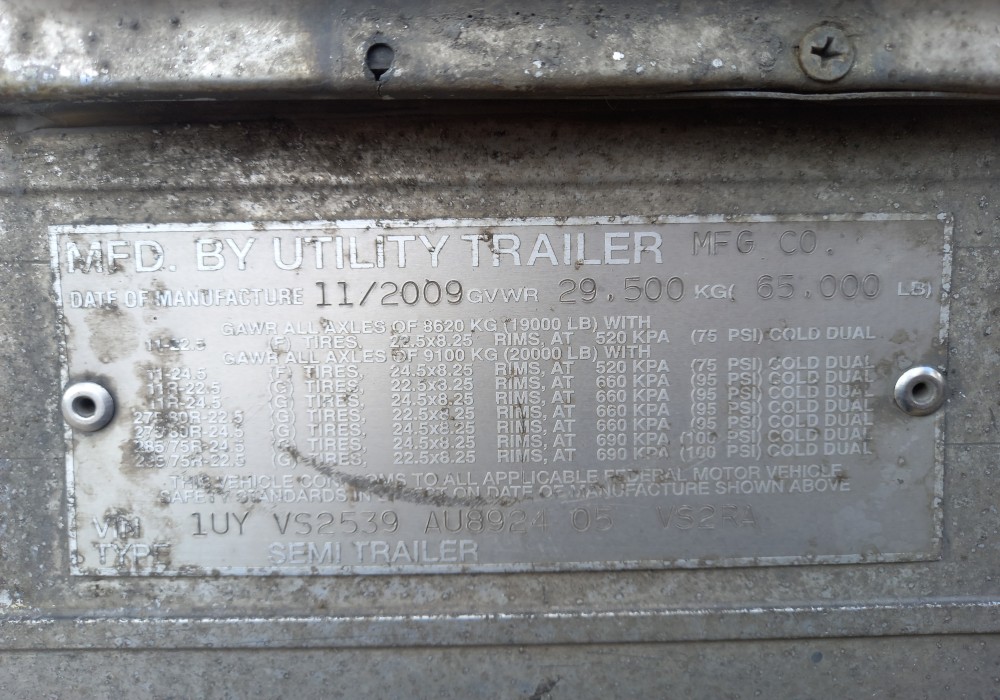 MFD. BY UTILITY TRAILER MFG CO.
DATE OF MANUFACTURE 11/2009 GVWR 29,500 KG( 65,000 LB)
GAWR ALL AXLES OF 8620 KG (19000 LB) WITH
11-22.5 (F) TIRES, 22.5x8.25 RIMS, AT 520 KPA (75 PSI) COLD DUAL
GAWR ALL AXLES OF 9100 KG (20000 LB) WITH
11-24.5 (F) TIRES, 24.5x8.25 RIMS, AT 520 KPA (75 PSI) COLD DUAL
11R-22.5 (G) TIRES, 22.5x8.25 RIMS, AT 660 KPA (95 PSI) COLD DUAL
11R-24.5 (G) TIRES, 24.5x8.25 RIMS, AT 660 KPA (95 PSI) COLD DUAL
(G) TIRES, 22.5x8.25 RIMS, AT 660 KPA (95 PSI) COLD DUAL
(G) TIRES, 24.5x8.25 RIMS, AT 660 KPA (95 PSI) COLD DUAL
(G) TIRES, 24.5x8.25 RIMS, AT 690 KPA (100 PSI) COLD DUAL
(G) TIRES, 22.5x8.25 RIMS, AT 690 KPA (100 PSI) COLD DUAL
THIS VEHICLE CONFORMS TO ALL APPLICABLE FEDERAL MOTOR VEHICLE
SAFETY STANDARDS IN EFFECT ON DATE OF MANUFACTURE SHOWN ABOVE
VIN 1UY VS2539 AU8924 05 VS2RA
TYPE SEMI TRAILER